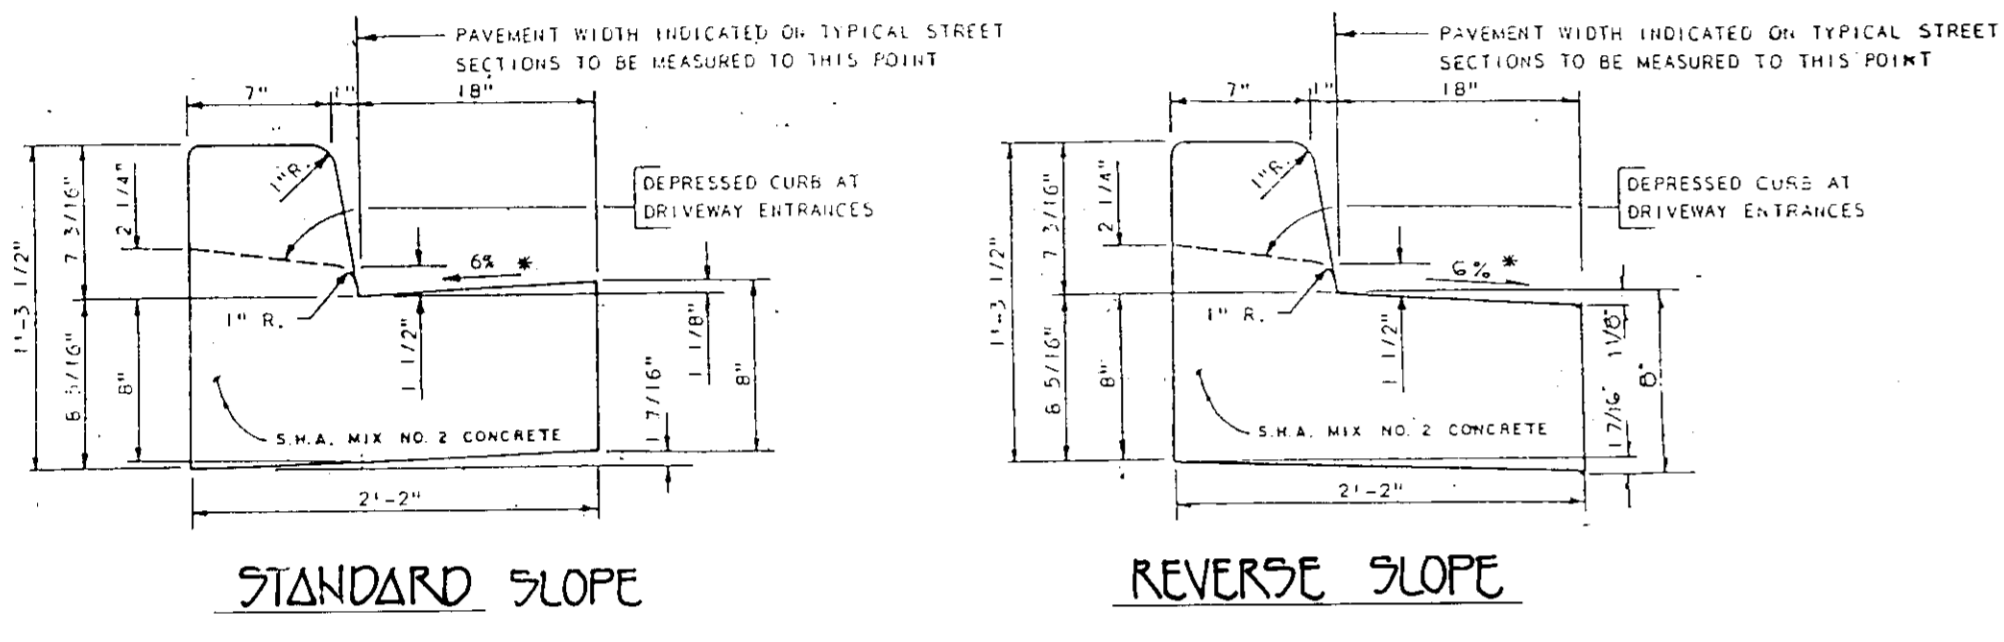 PAVEMENT WIDTH INDICATED ON TYPICAL STREET
SECTIONS TO BE MEASURED TO THIS POINT
7"
1"
18"
1"R.
DEPRESSED CURB AT
DRIVEWAY ENTRANCES
2 1/4"
7 3/16"
1'-3 1/2"
6% *
1" R.
1 1/2"
1 1/8"
8 5/16"
8"
8"
1 7/16"
S.H.A. MIX NO. 2 CONCRETE
2'-2"
STANDARD SLOPE
PAVEMENT WIDTH INDICATED ON TYPICAL STREET
SECTIONS TO BE MEASURED TO THIS POINT
7"
1"
18"
1"R.
DEPRESSED CURB AT
DRIVEWAY ENTRANCES
2 1/4"
7 3/16"
1'-3 1/2"
6% *
1" R.
1 1/2"
1 1/8"
8 5/16"
8"
8"
1 7/16"
S.H.A. MIX NO. 2 CONCRETE
2'-2"
REVERSE SLOPE